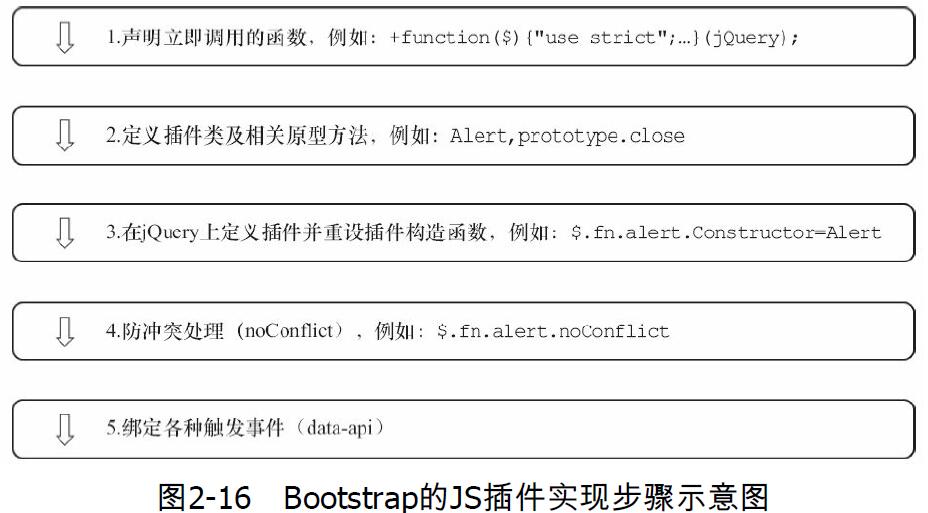 1.声明立即调用的函数，例如：+function($){"use strict";…}(jQuery);
2.定义插件类及相关原型方法，例如：Alert,prototype.close
3.在jQuery上定义插件并重设插件构造函数，例如：$.fn.alert.Constructor=Alert
4.防冲突处理（noConflict），例如：$.fn.alert.noConflict
5.绑定各种触发事件（data-api）
图2-16　Bootstrap的JS插件实现步骤示意图